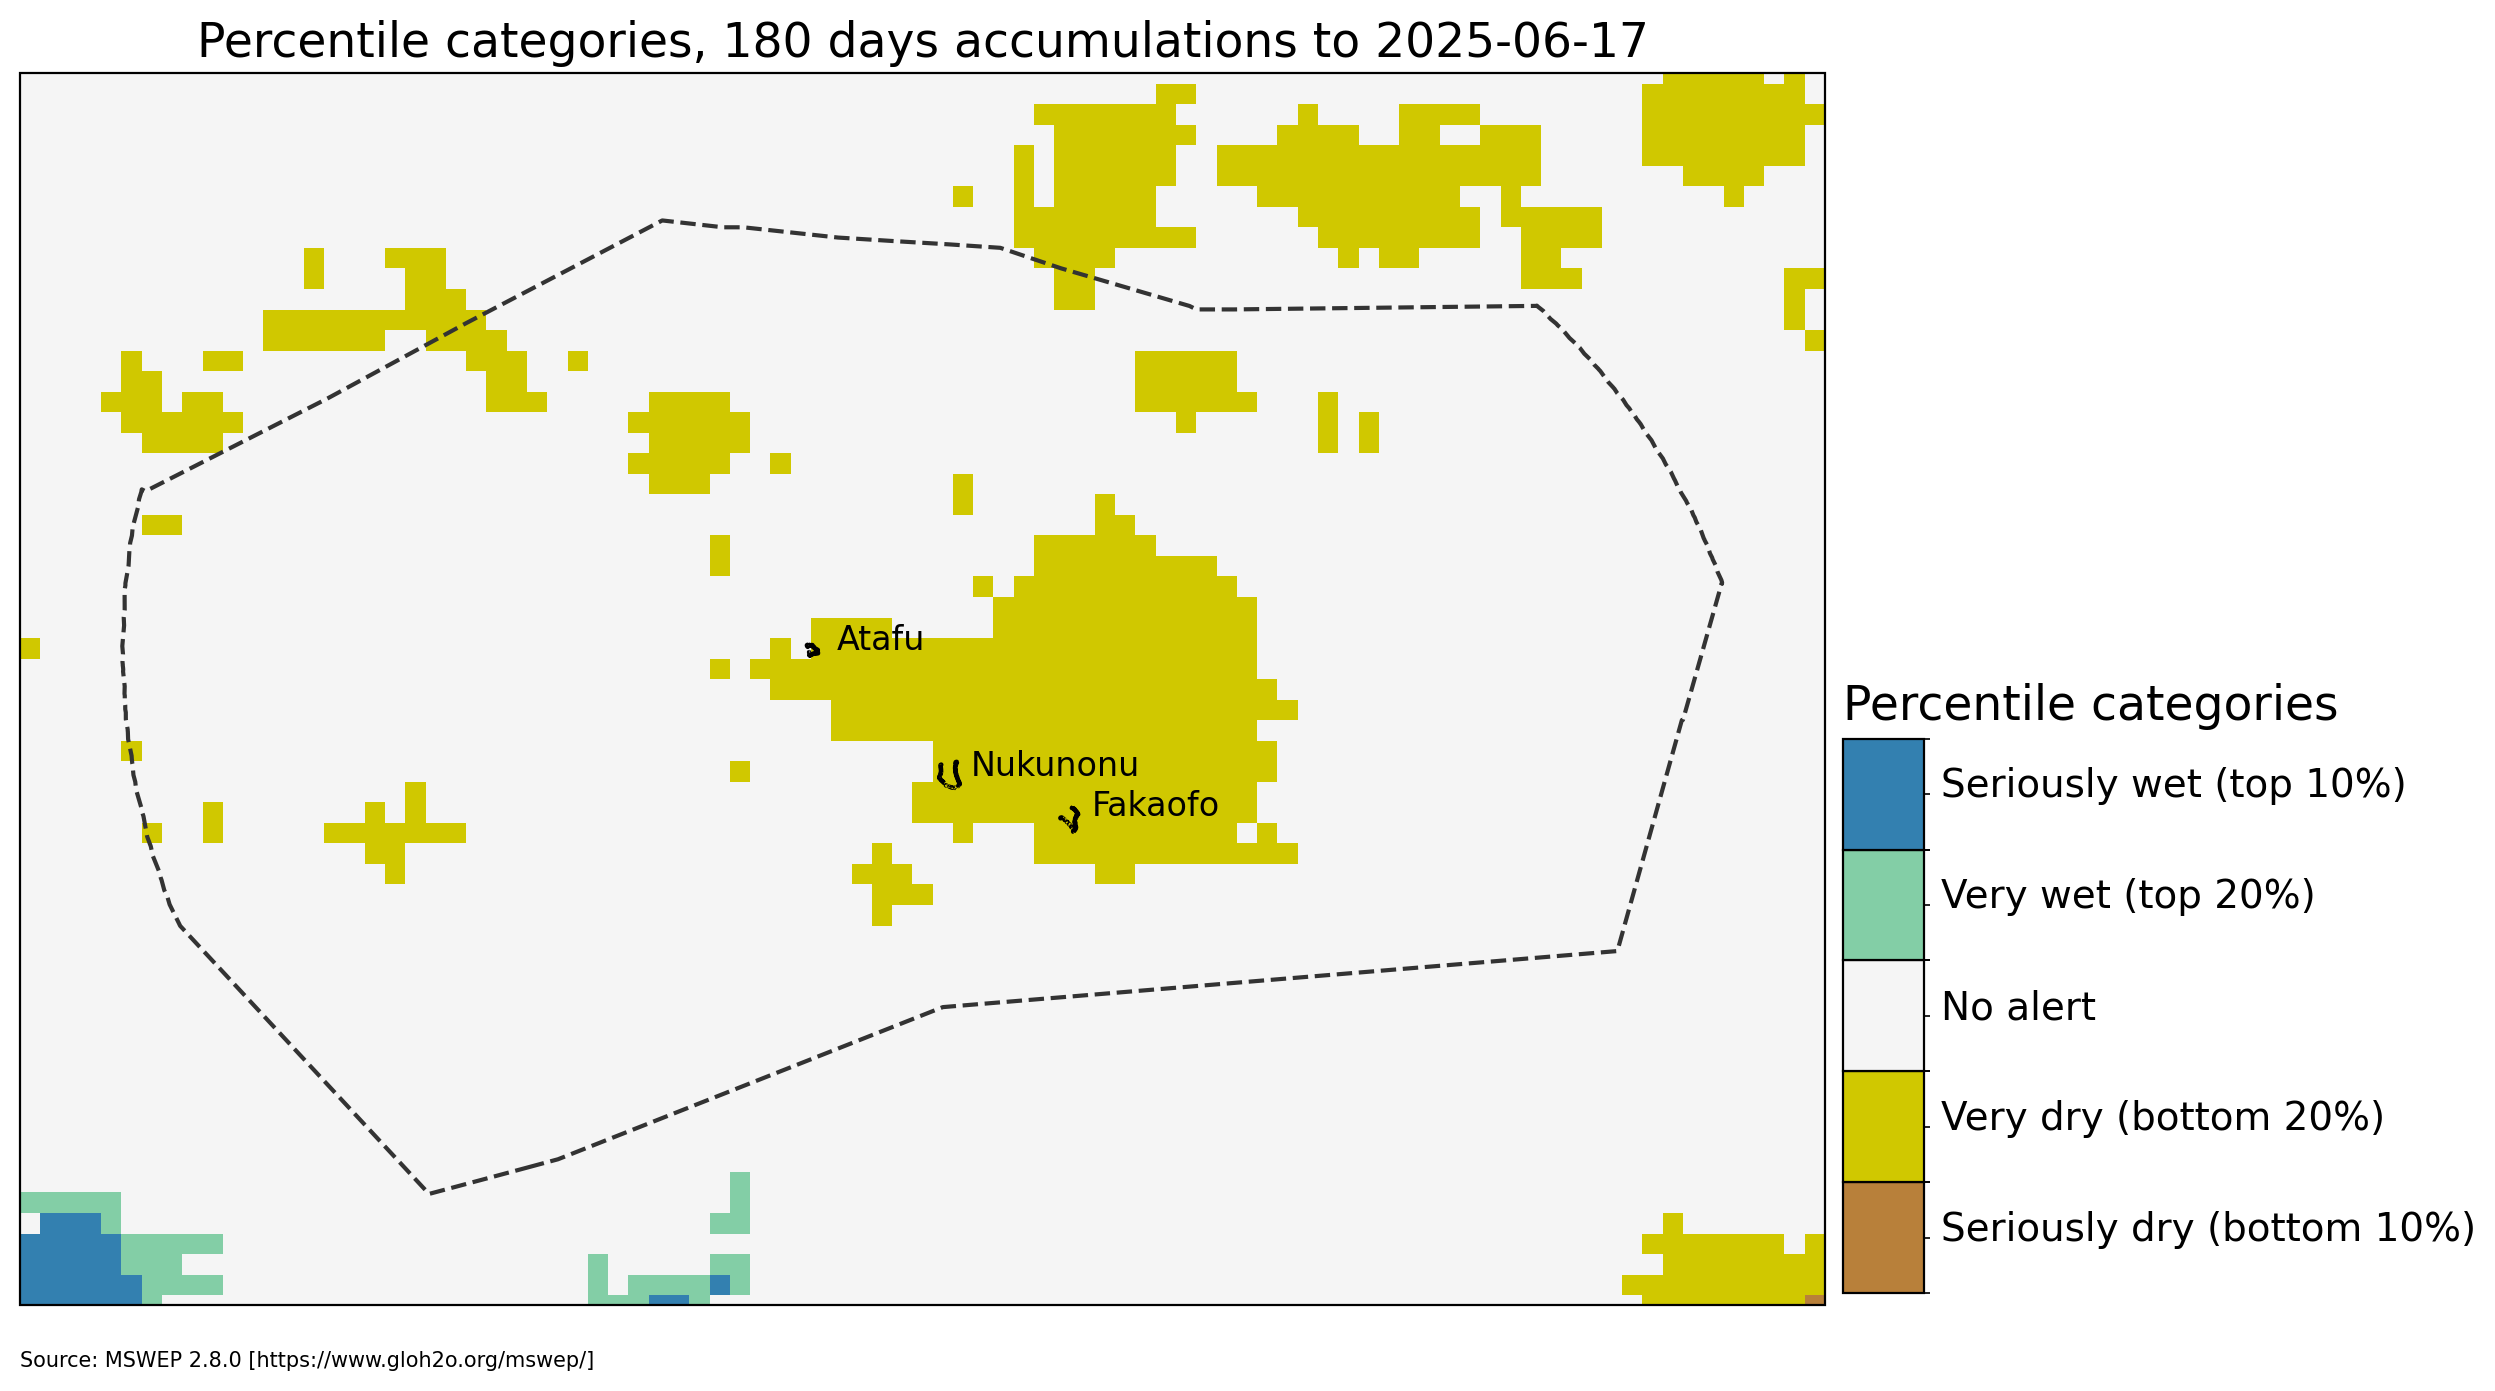 Percentile categories, 180 days accumulations to 2025-06-17
Atafu
Nukunonu
Fakaofo
Percentile categories
Seriously wet (top 10%)
Very wet (top 20%)
No alert
Very dry (bottom 20%)
Seriously dry (bottom 10%)
Source: MSWEP 2.8.0 [https://www.gloh2o.org/mswep/]